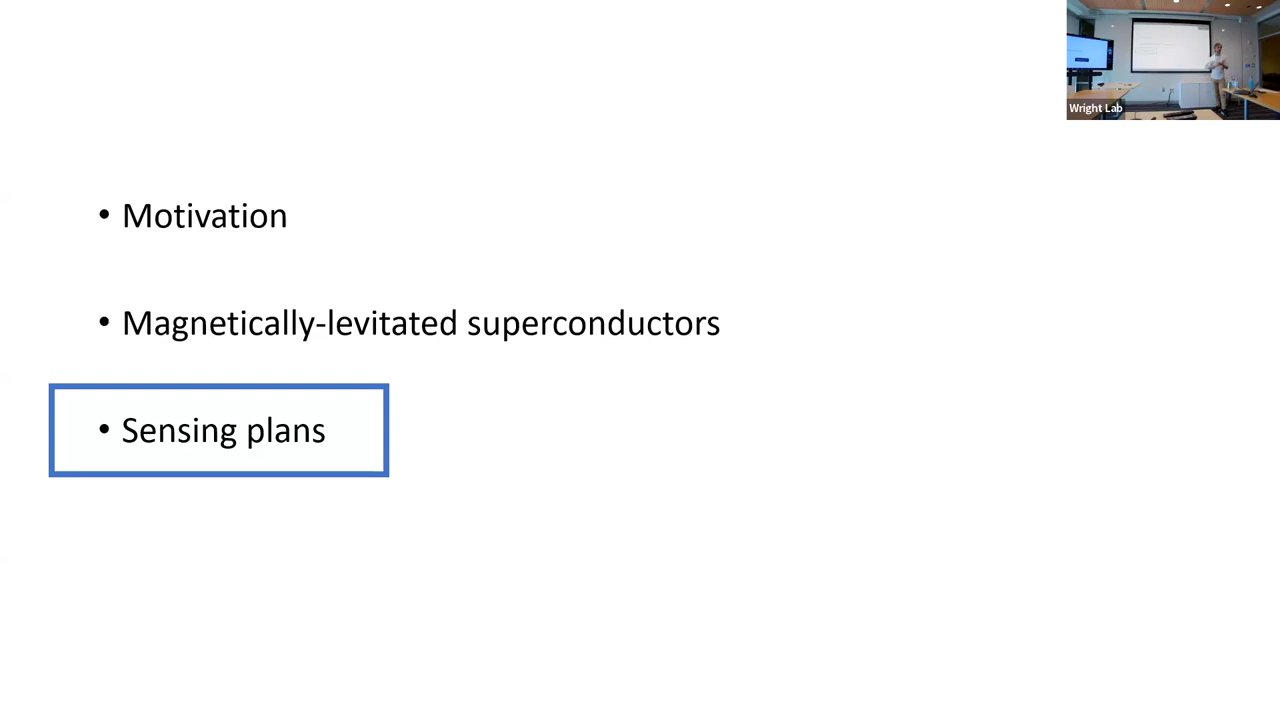 • Motivation
• Magnetically-levitated superconductors
• Sensing plans
Wright Lab